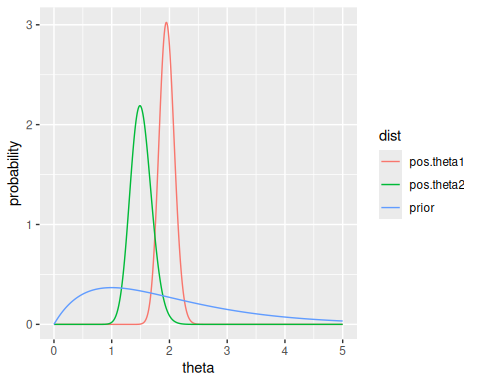 3
2
1
0
probability
0 1 2 3 4 5
theta
dist
pos.theta1
pos.theta2
prior